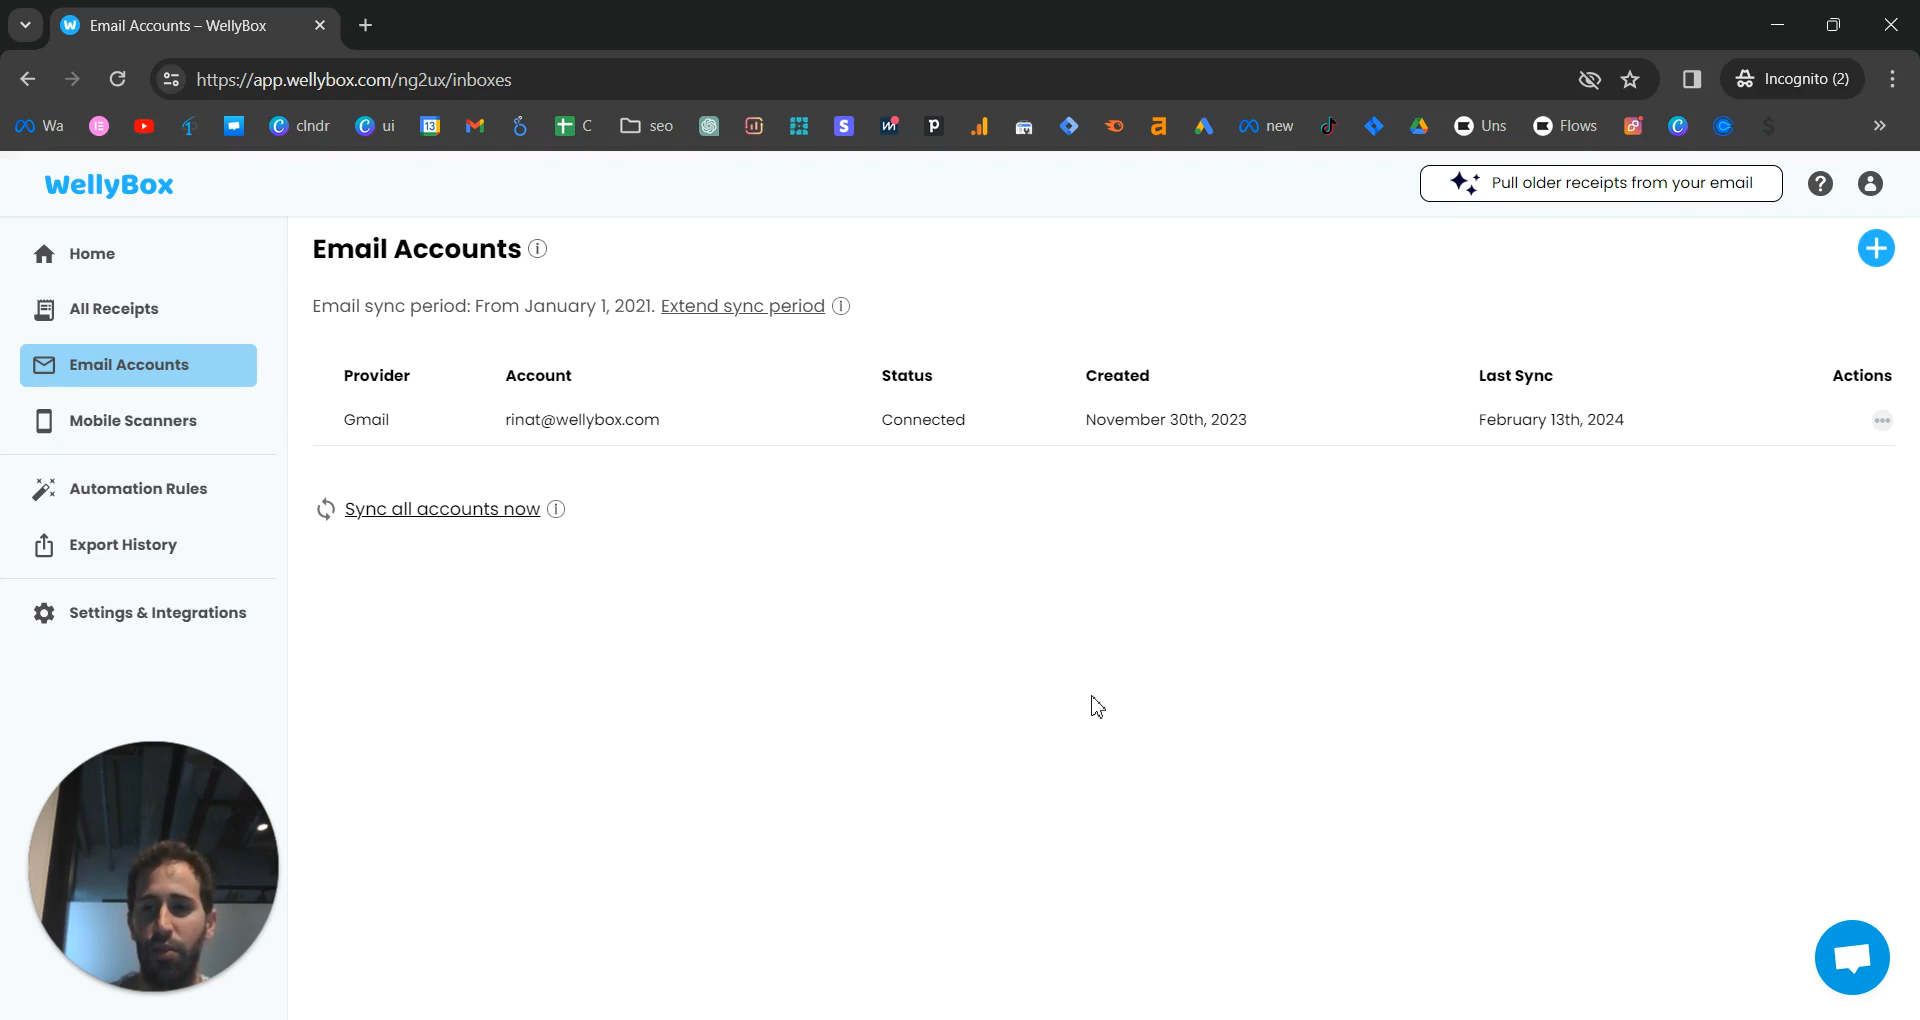 Email Accounts – WellyBox
https://app.wellybox.com/ng2ux/inboxes
Incognito (2)
Wa
clndr
ui
13
C
seo
new
Uns
Flows
WellyBox
Pull older receipts from your email
Home
All Receipts
Email Accounts
Mobile Scanners
Automation Rules
Export History
Settings & Integrations
Email Accounts
Email sync period: From January 1, 2021. Extend sync period
Provider Account Status Created Last Sync Actions
Gmail rinat@wellybox.com Connected November 30th, 2023 February 13th, 2024
Sync all accounts now